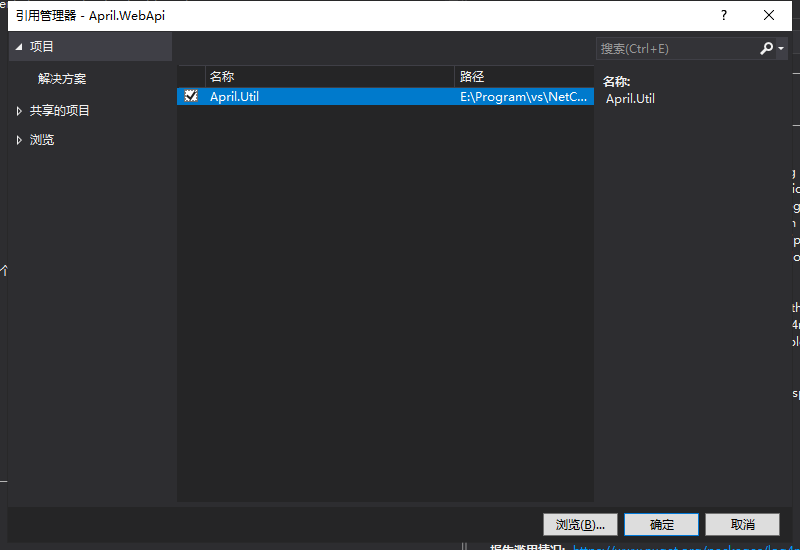 引用管理器 - April.WebApi
? 
项目
搜索(Ctrl+E)
解决方案
共享的项目
浏览
名称
路径
April.Util
E:\Program\vs\NetC...
名称:
April.Util
个
浏览(B)...
确定
取消